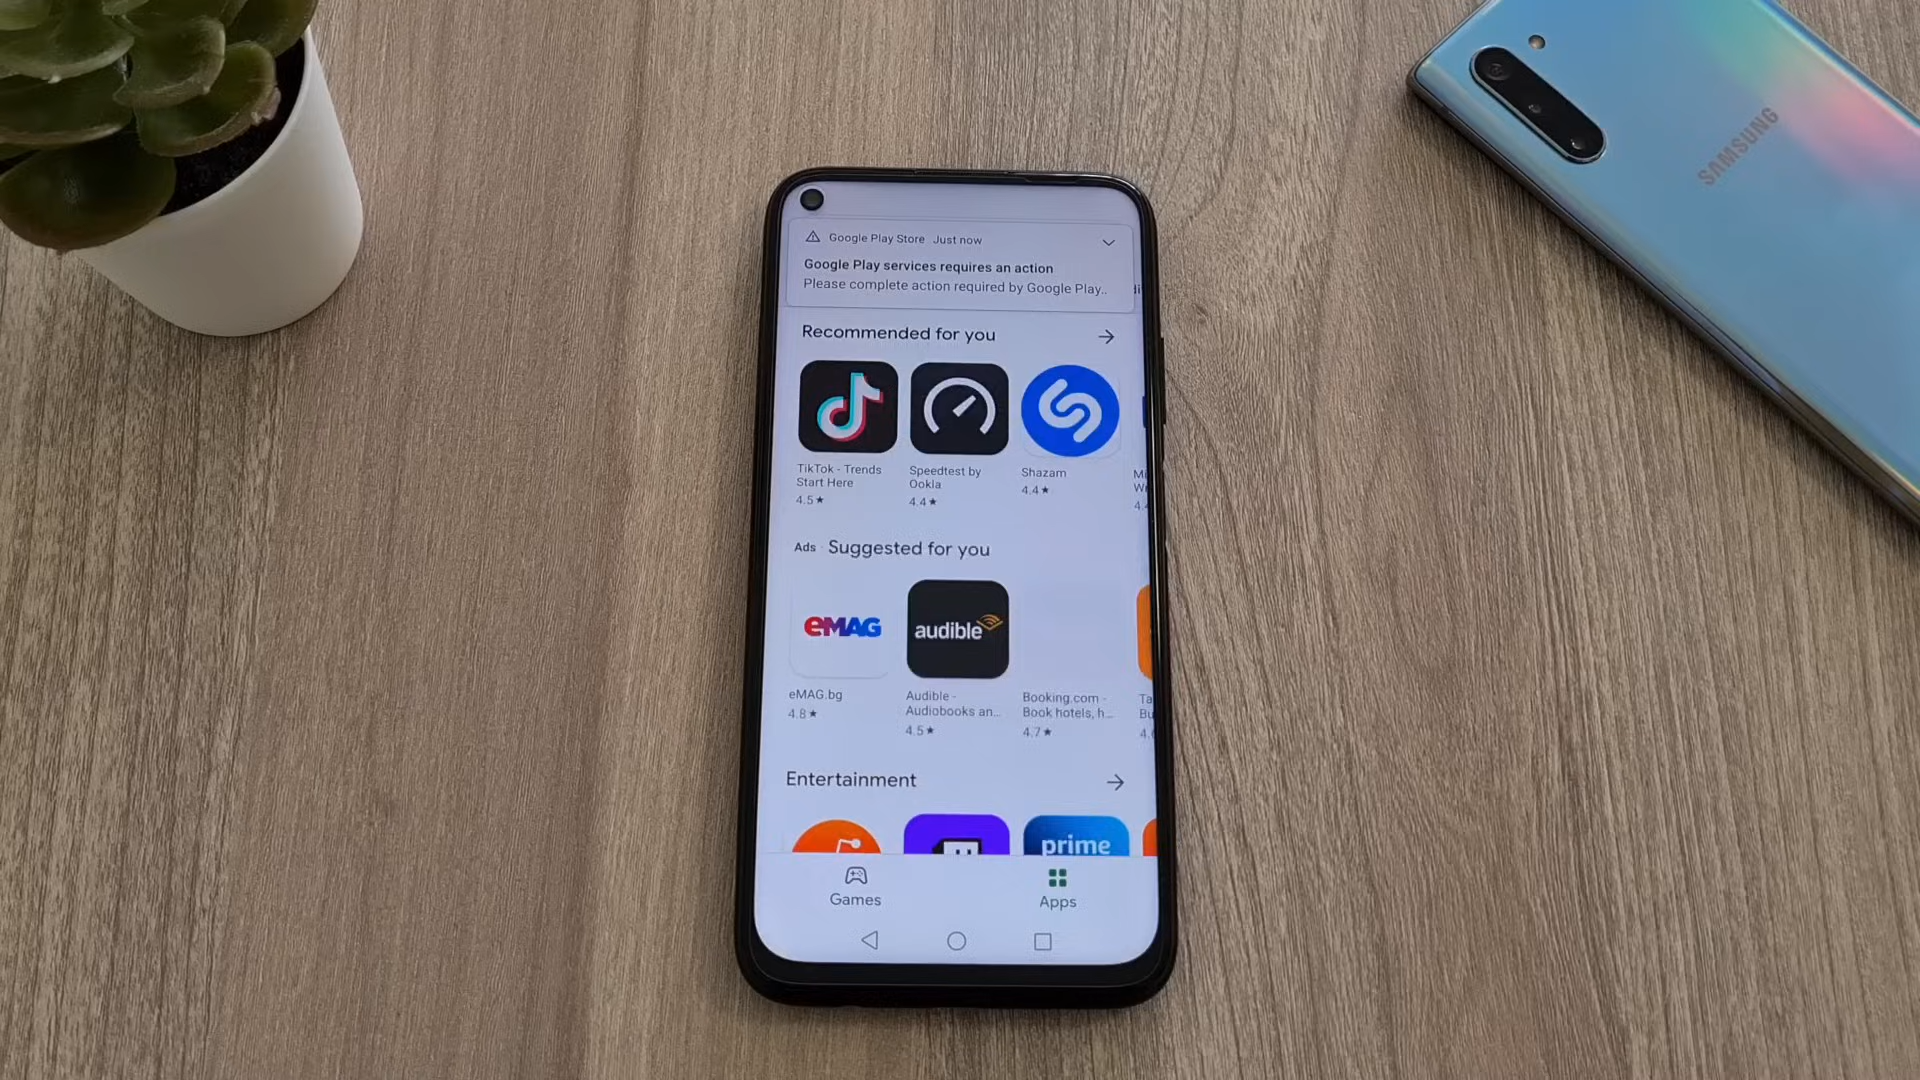 SAMSUNG
Google Play Store Just now
Google Play services requires an action
Please complete action required by Google Play..
Recommended for you
TikTok - Trends
Start Here
4.5★
Speedtest by
Ookla
4.4★
Shazam
4.4★
Ads · Suggested for you
eMAG
audible
eMAG.bg
4.8★
Audible -
Audiobooks an...
4.5★
Booking.com -
Book hotels, h...
4.7★
Entertainment
prime
Games
Apps